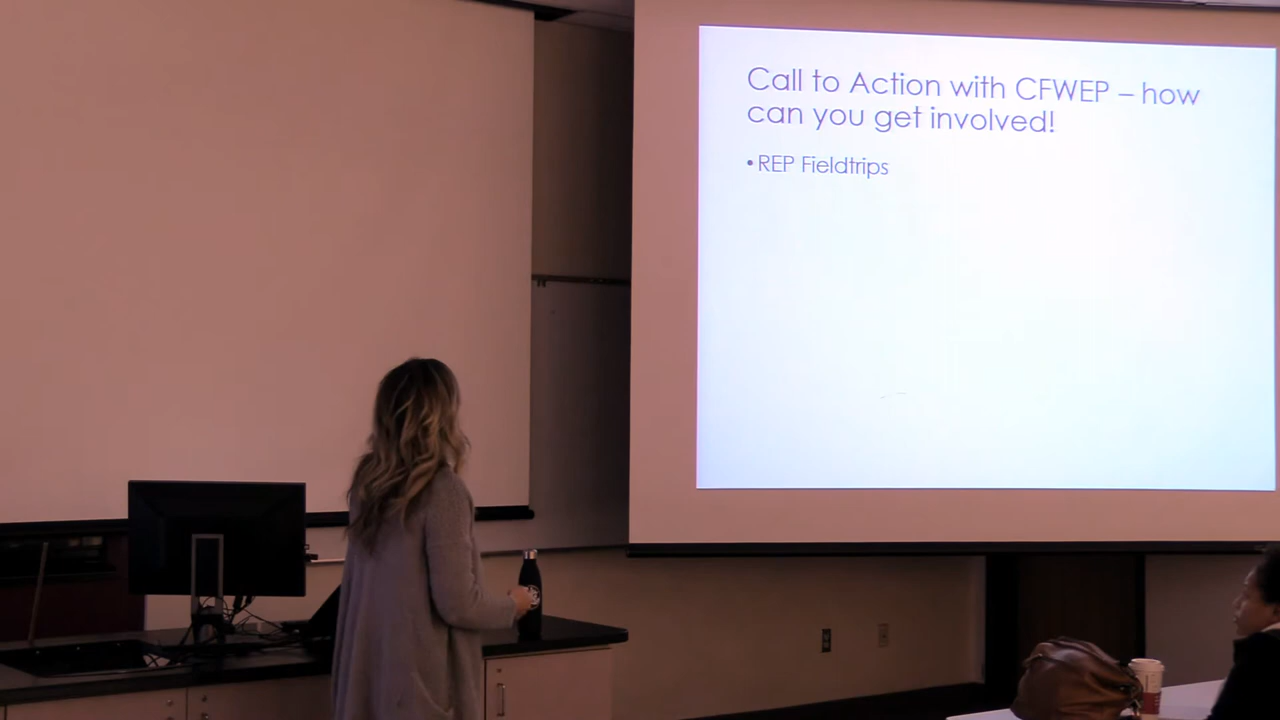 Call to Action with CFWEP – how
can you get involved!
• REP Fieldtrips